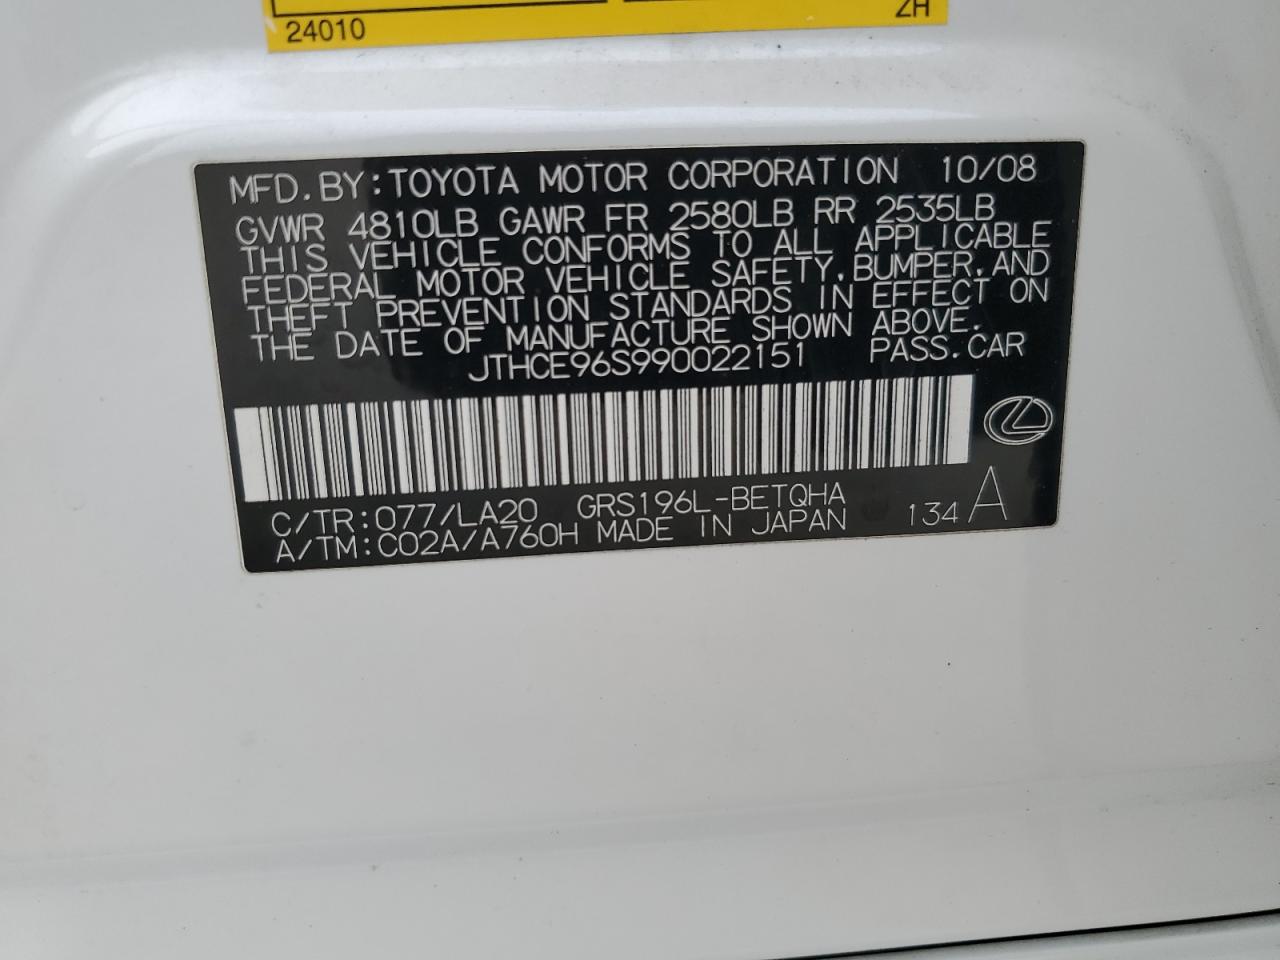 24010
ZH
MFD. BY: TOYOTA MOTOR CORPORATION 10/08
GVWR 4810LB GAWR FR 2580LB RR 2535LB
THIS VEHICLE CONFORMS TO ALL APPLICABLE
FEDERAL MOTOR VEHICLE SAFETY, BUMPER, AND
THEFT PREVENTION STANDARDS IN EFFECT ON
THE DATE OF MANUFACTURE SHOWN ABOVE.
JTHCE96S990022151 PASS. CAR
C/TR: 077/LA20 GRS196L-BETQHA
A/TM: C02A/A760H MADE IN JAPAN 134 A